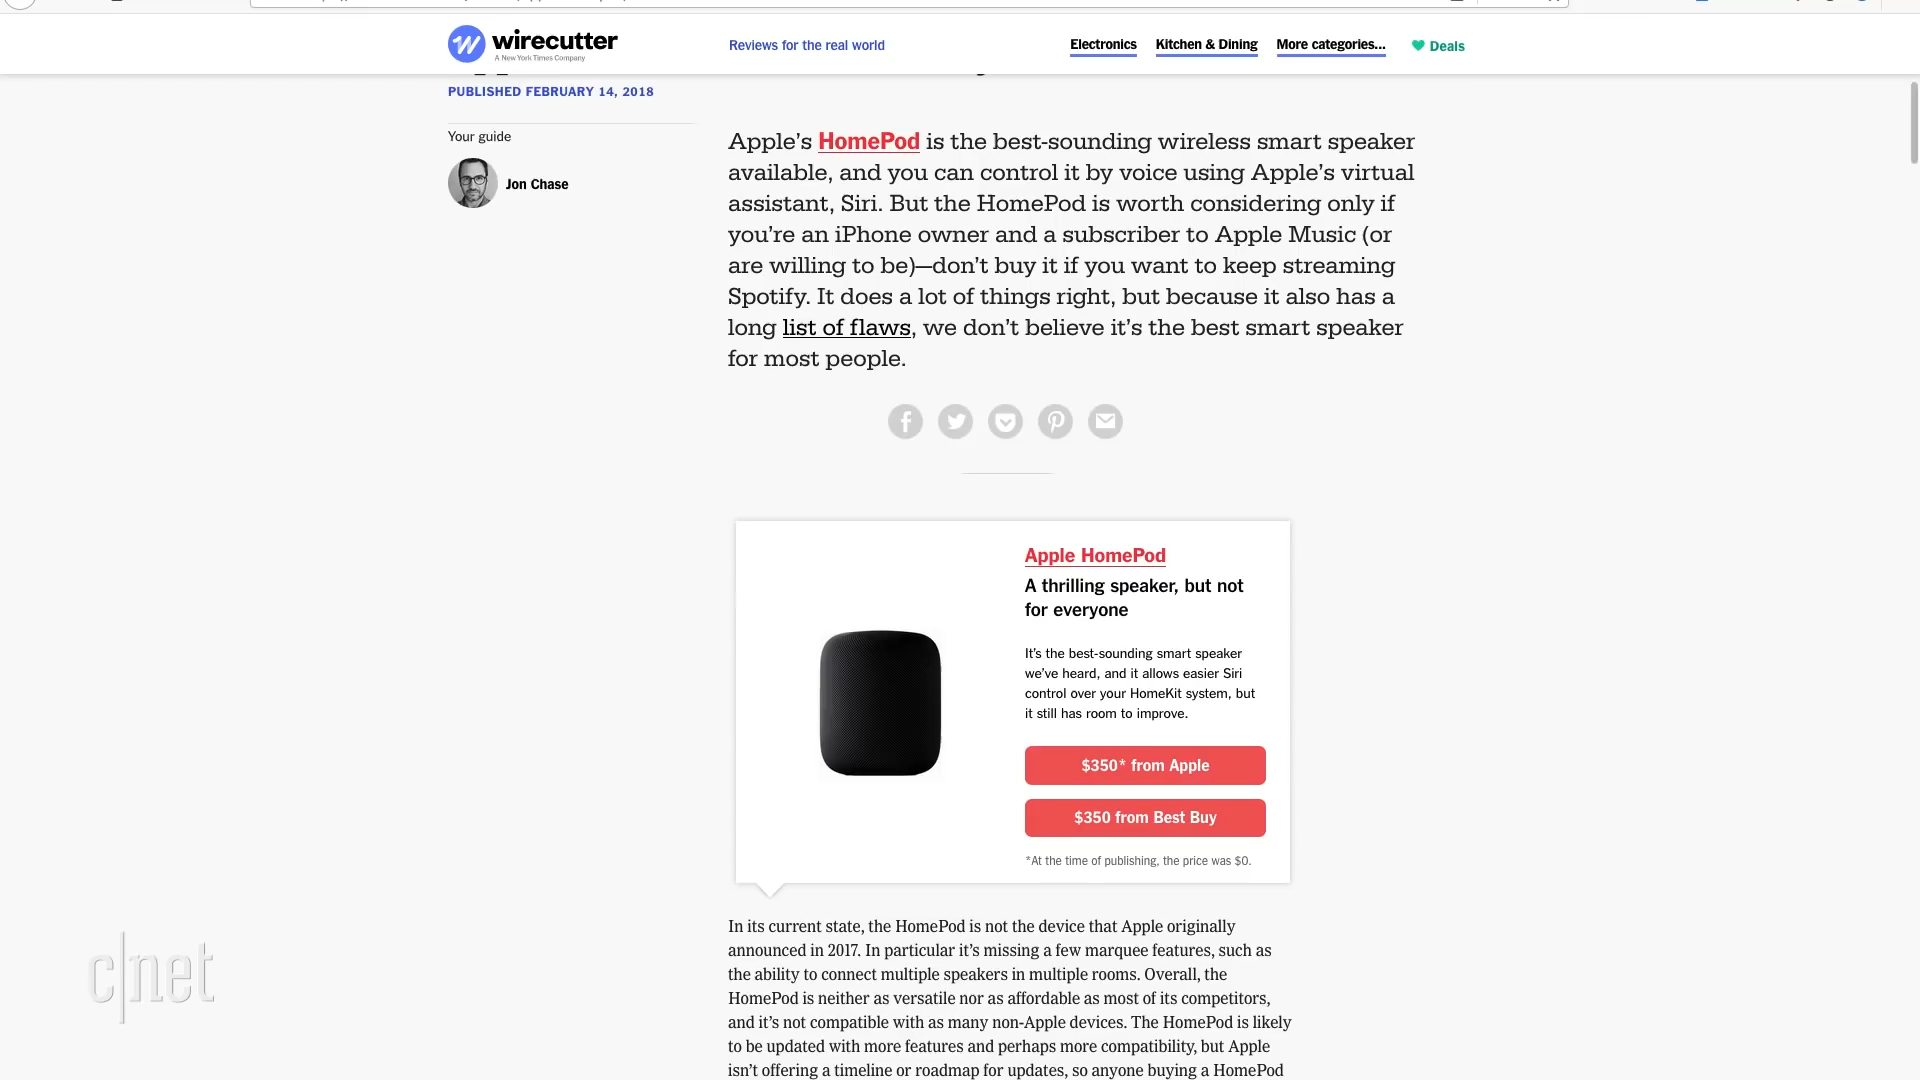 wirecutter
A New York Times Company
Reviews for the real world
Electronics
Kitchen & Dining
More categories...
Deals
PUBLISHED FEBRUARY 14, 2018
Your guide
Jon Chase
Apple’s HomePod is the best-sounding wireless smart speaker
available, and you can control it by voice using Apple’s virtual
assistant, Siri. But the HomePod is worth considering only if
you’re an iPhone owner and a subscriber to Apple Music (or
are willing to be)—don’t buy it if you want to keep streaming
Spotify. It does a lot of things right, but because it also has a
long list of flaws, we don’t believe it’s the best smart speaker
for most people.
Apple HomePod
A thrilling speaker, but not
for everyone
It’s the best-sounding smart speaker
we’ve heard, and it allows easier Siri
control over your HomeKit system, but
it still has room to improve.
$350* from Apple
$350 from Best Buy
*At the time of publishing, the price was $0.
In its current state, the HomePod is not the device that Apple originally
announced in 2017. In particular it’s missing a few marquee features, such as
the ability to connect multiple speakers in multiple rooms. Overall, the
HomePod is neither as versatile nor as affordable as most of its competitors,
and it’s not compatible with as many non-Apple devices. The HomePod is likely
to be updated with more features and perhaps more compatibility, but Apple
isn’t offering a timeline or roadmap for updates, so anyone buying a HomePod
c|net